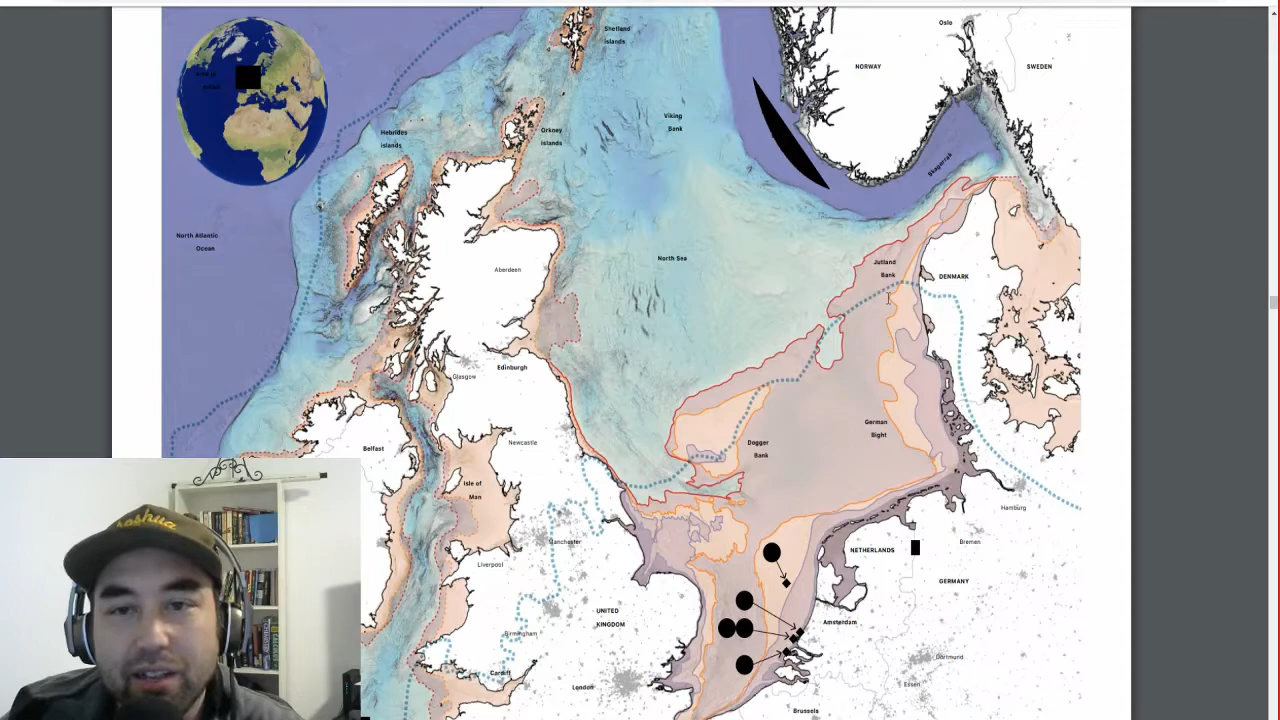 Shetland
islands
Oslo
NORWAY
SWEDEN
Viking
Bank
Hebrides
islands
Orkney
islands
Skagerrak
North Atlantic
Ocean
North Sea
Aberdeen
Jutland
Bank
DENMARK
Edinburgh
Glasgow
Belfast
Newcastle
Dogger
Bank
German
Bight
Isle of
Man
Hamburg
Manchester
NETHERLANDS
Bremen
Liverpool
GERMANY
UNITED
KINGDOM
Amsterdam
Birmingham
Dortmund
Cardiff
London
Essen
Brussels